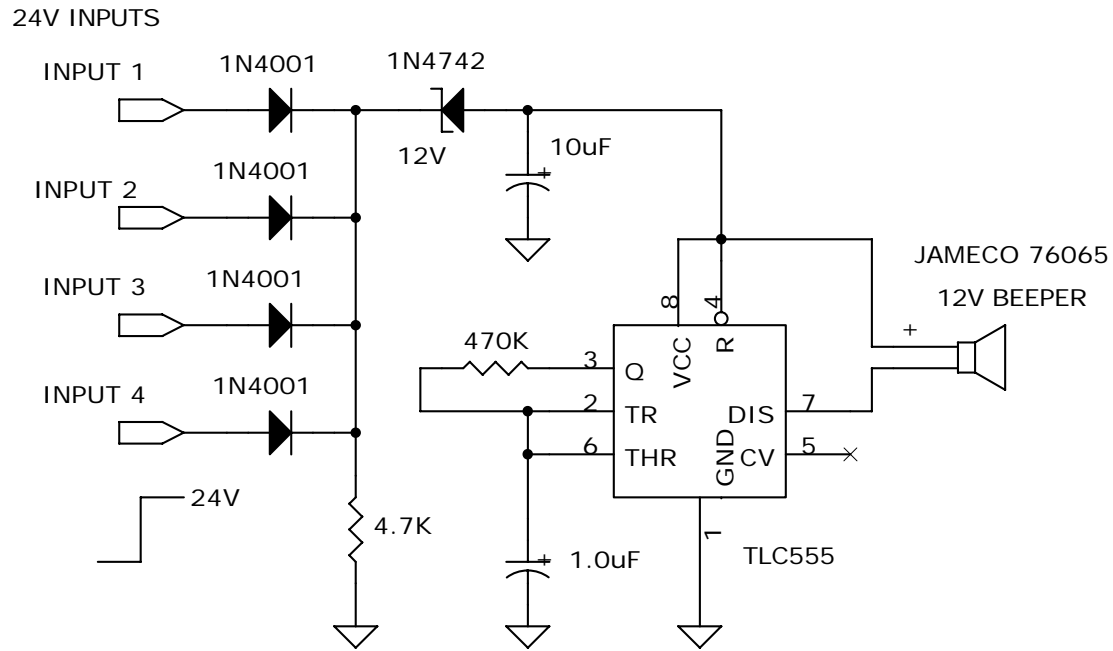 24V INPUTS
INPUT 1
1N4001
1N4742
12V
10uF
INPUT 2
1N4001
JAMECO 76065
12V BEEPER
+
INPUT 3
1N4001
470K
8
4
3
Q
VCC
R
INPUT 4
1N4001
2
TR
DIS
7
6
THR
GND
CV
5
24V
4.7K
1
1.0uF
TLC555
+
+